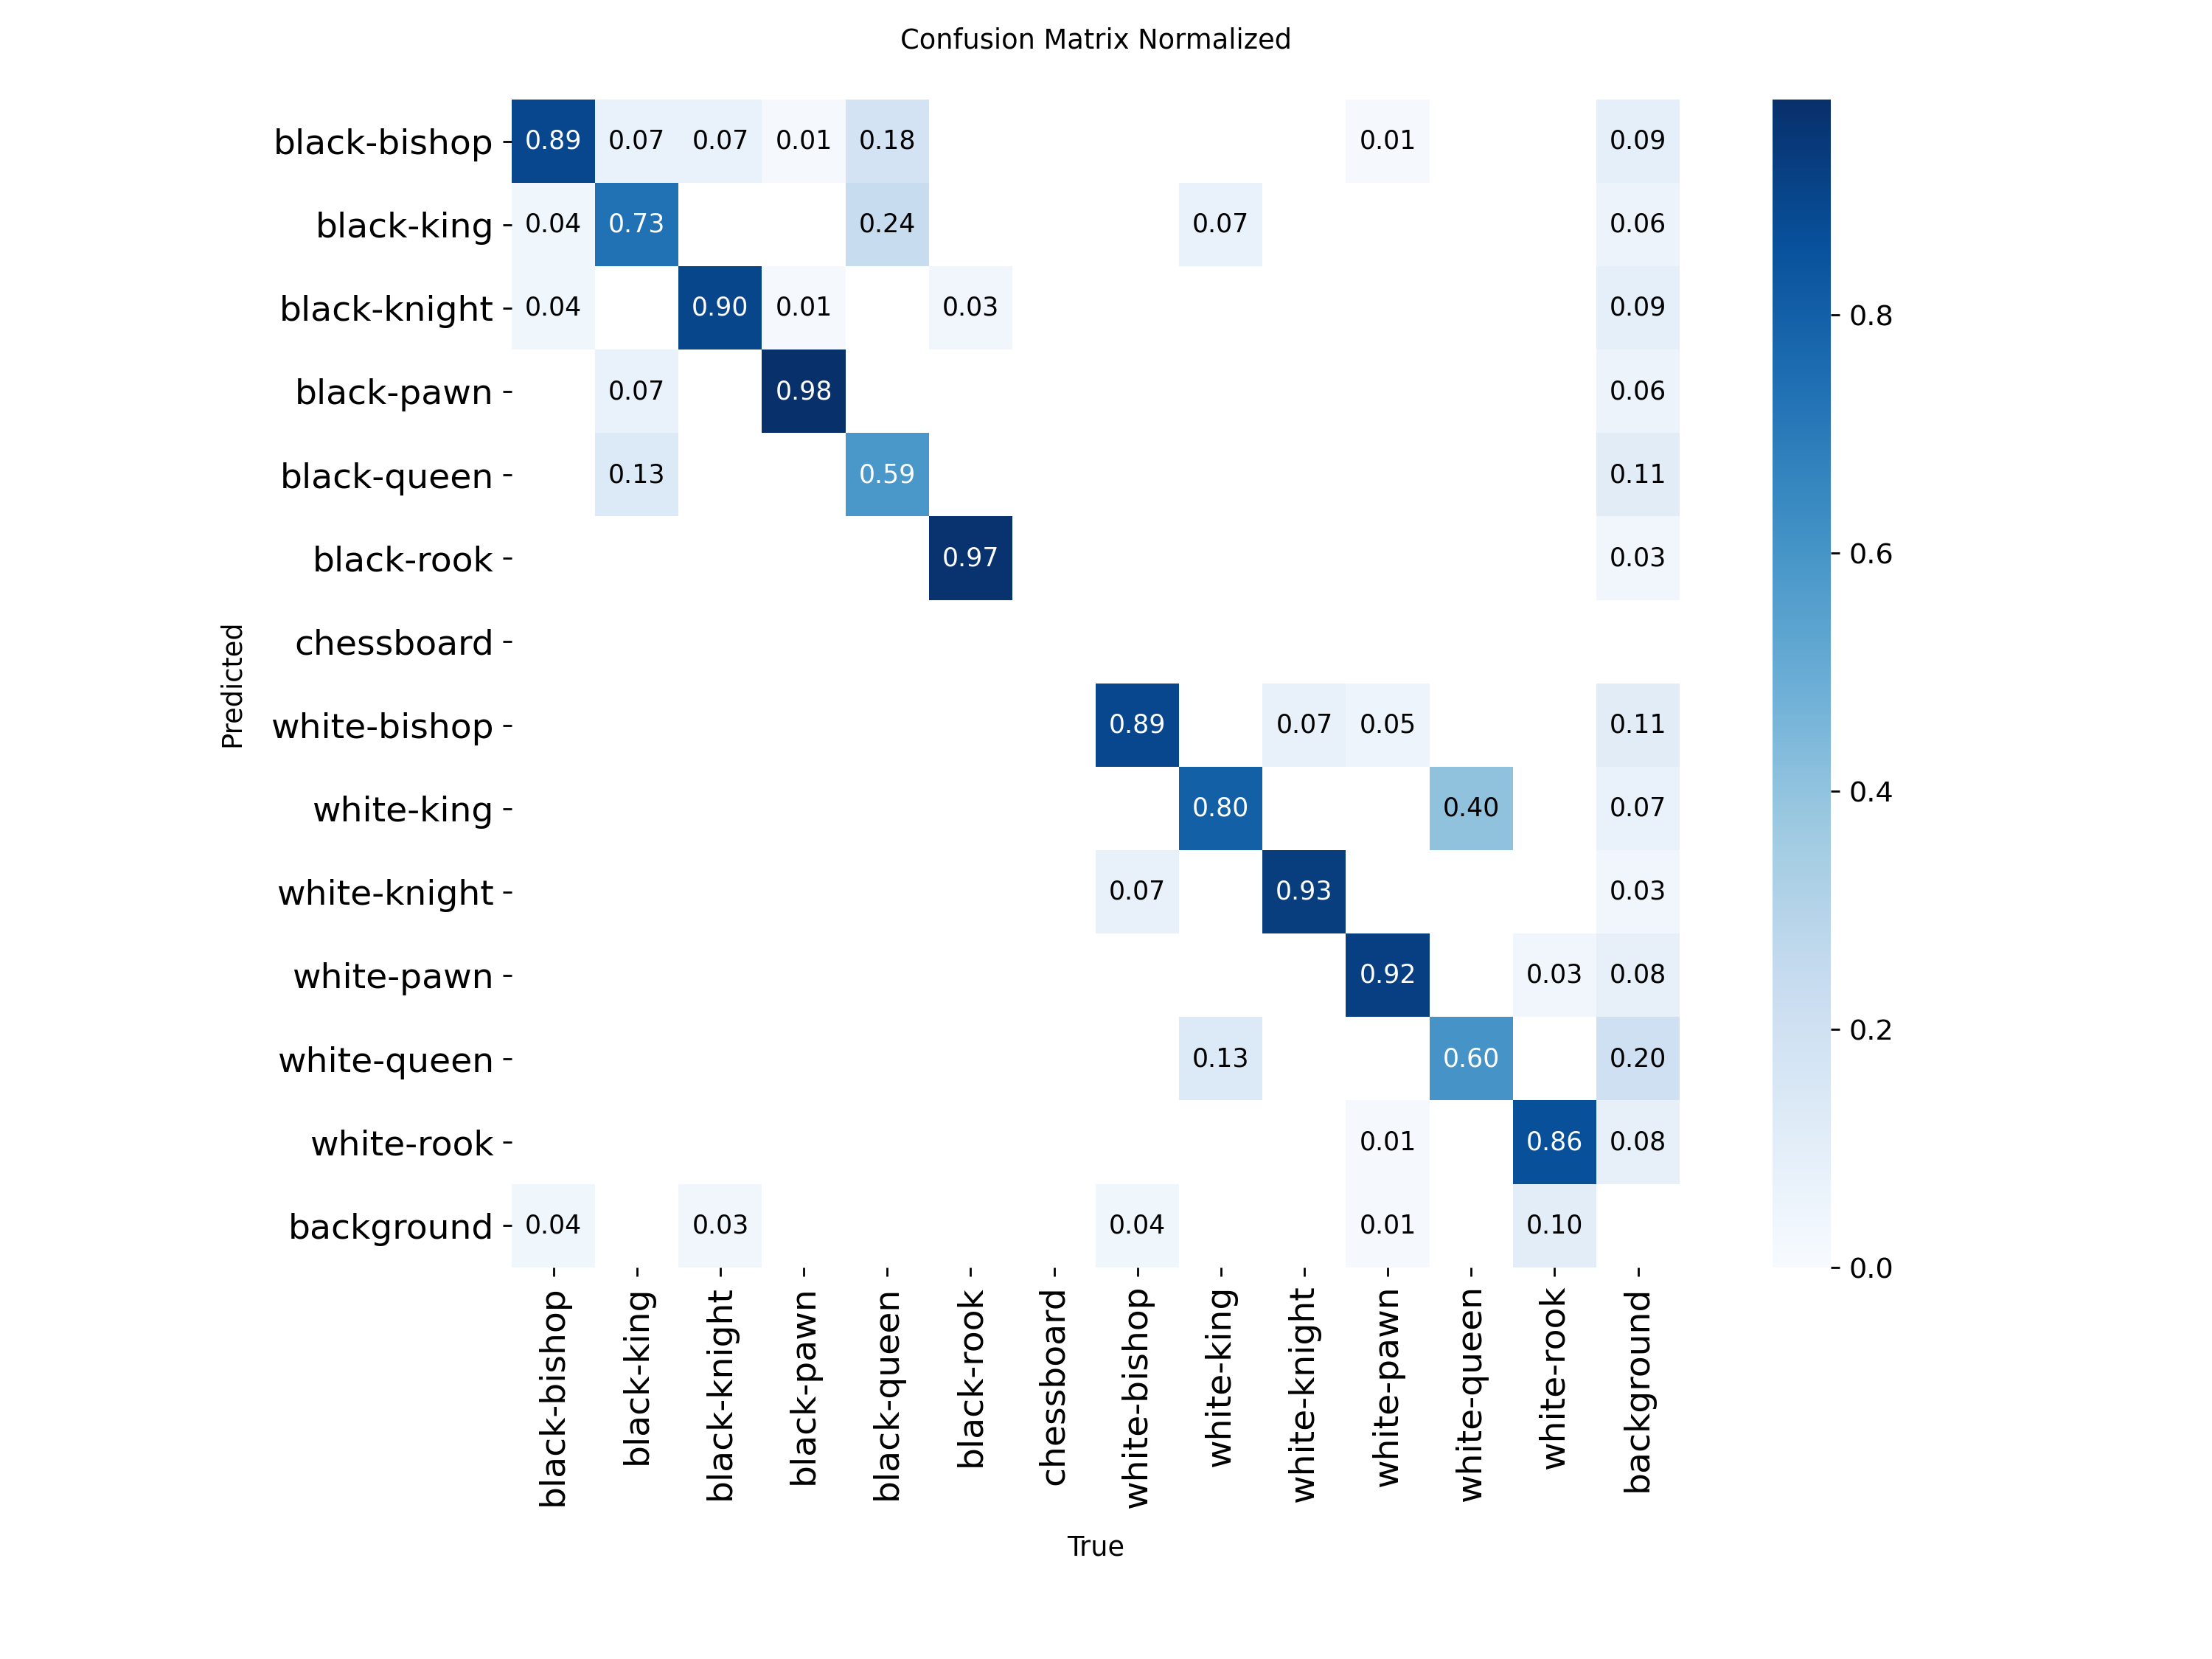 Confusion Matrix Normalized
black-bishop 0.89 0.07 0.07 0.01 0.18 0.01 0.09
black-king 0.04 0.73 0.24 0.07 0.06
black-knight 0.04 0.90 0.01 0.03 0.09 0.8
black-pawn 0.07 0.98 0.06
black-queen 0.13 0.59 0.11
black-rook 0.97 0.03 0.6
chessboard
Predicted
white-bishop 0.89 0.07 0.05 0.11
white-king 0.80 0.40 0.07 0.4
white-knight 0.07 0.93 0.03
white-pawn 0.92 0.03 0.08
white-queen 0.13 0.60 0.20 0.2
white-rook 0.01 0.86 0.08
background 0.04 0.03 0.04 0.01 0.10
0.0
black-bishop
black-king
black-knight
black-pawn
black-queen
black-rook
chessboard
white-bishop
white-king
white-knight
white-pawn
white-queen
white-rook
background
True